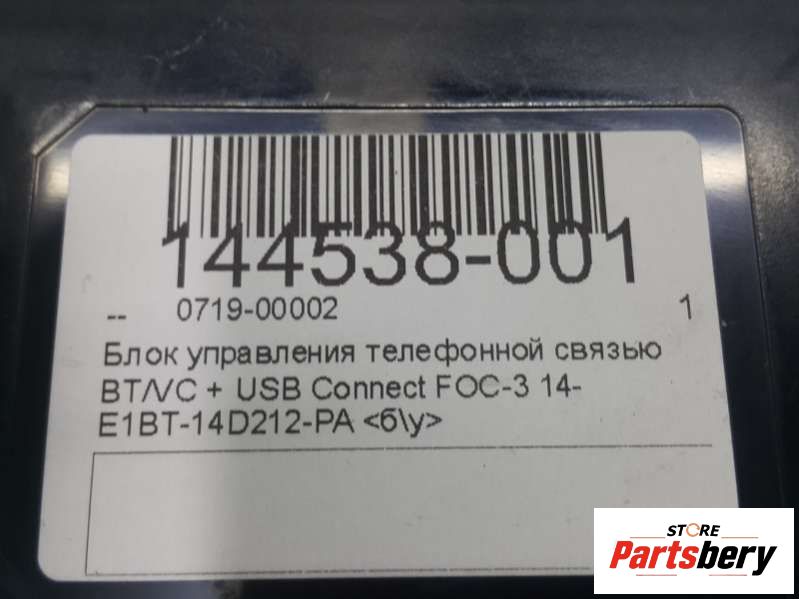 144538-001
-- 0719-00002 1
Блок управления телефонной связью
BT/VC + USB Connect FOC-3 14-
E1BT-14D212-PA <б\у>
STORE
Partsbery